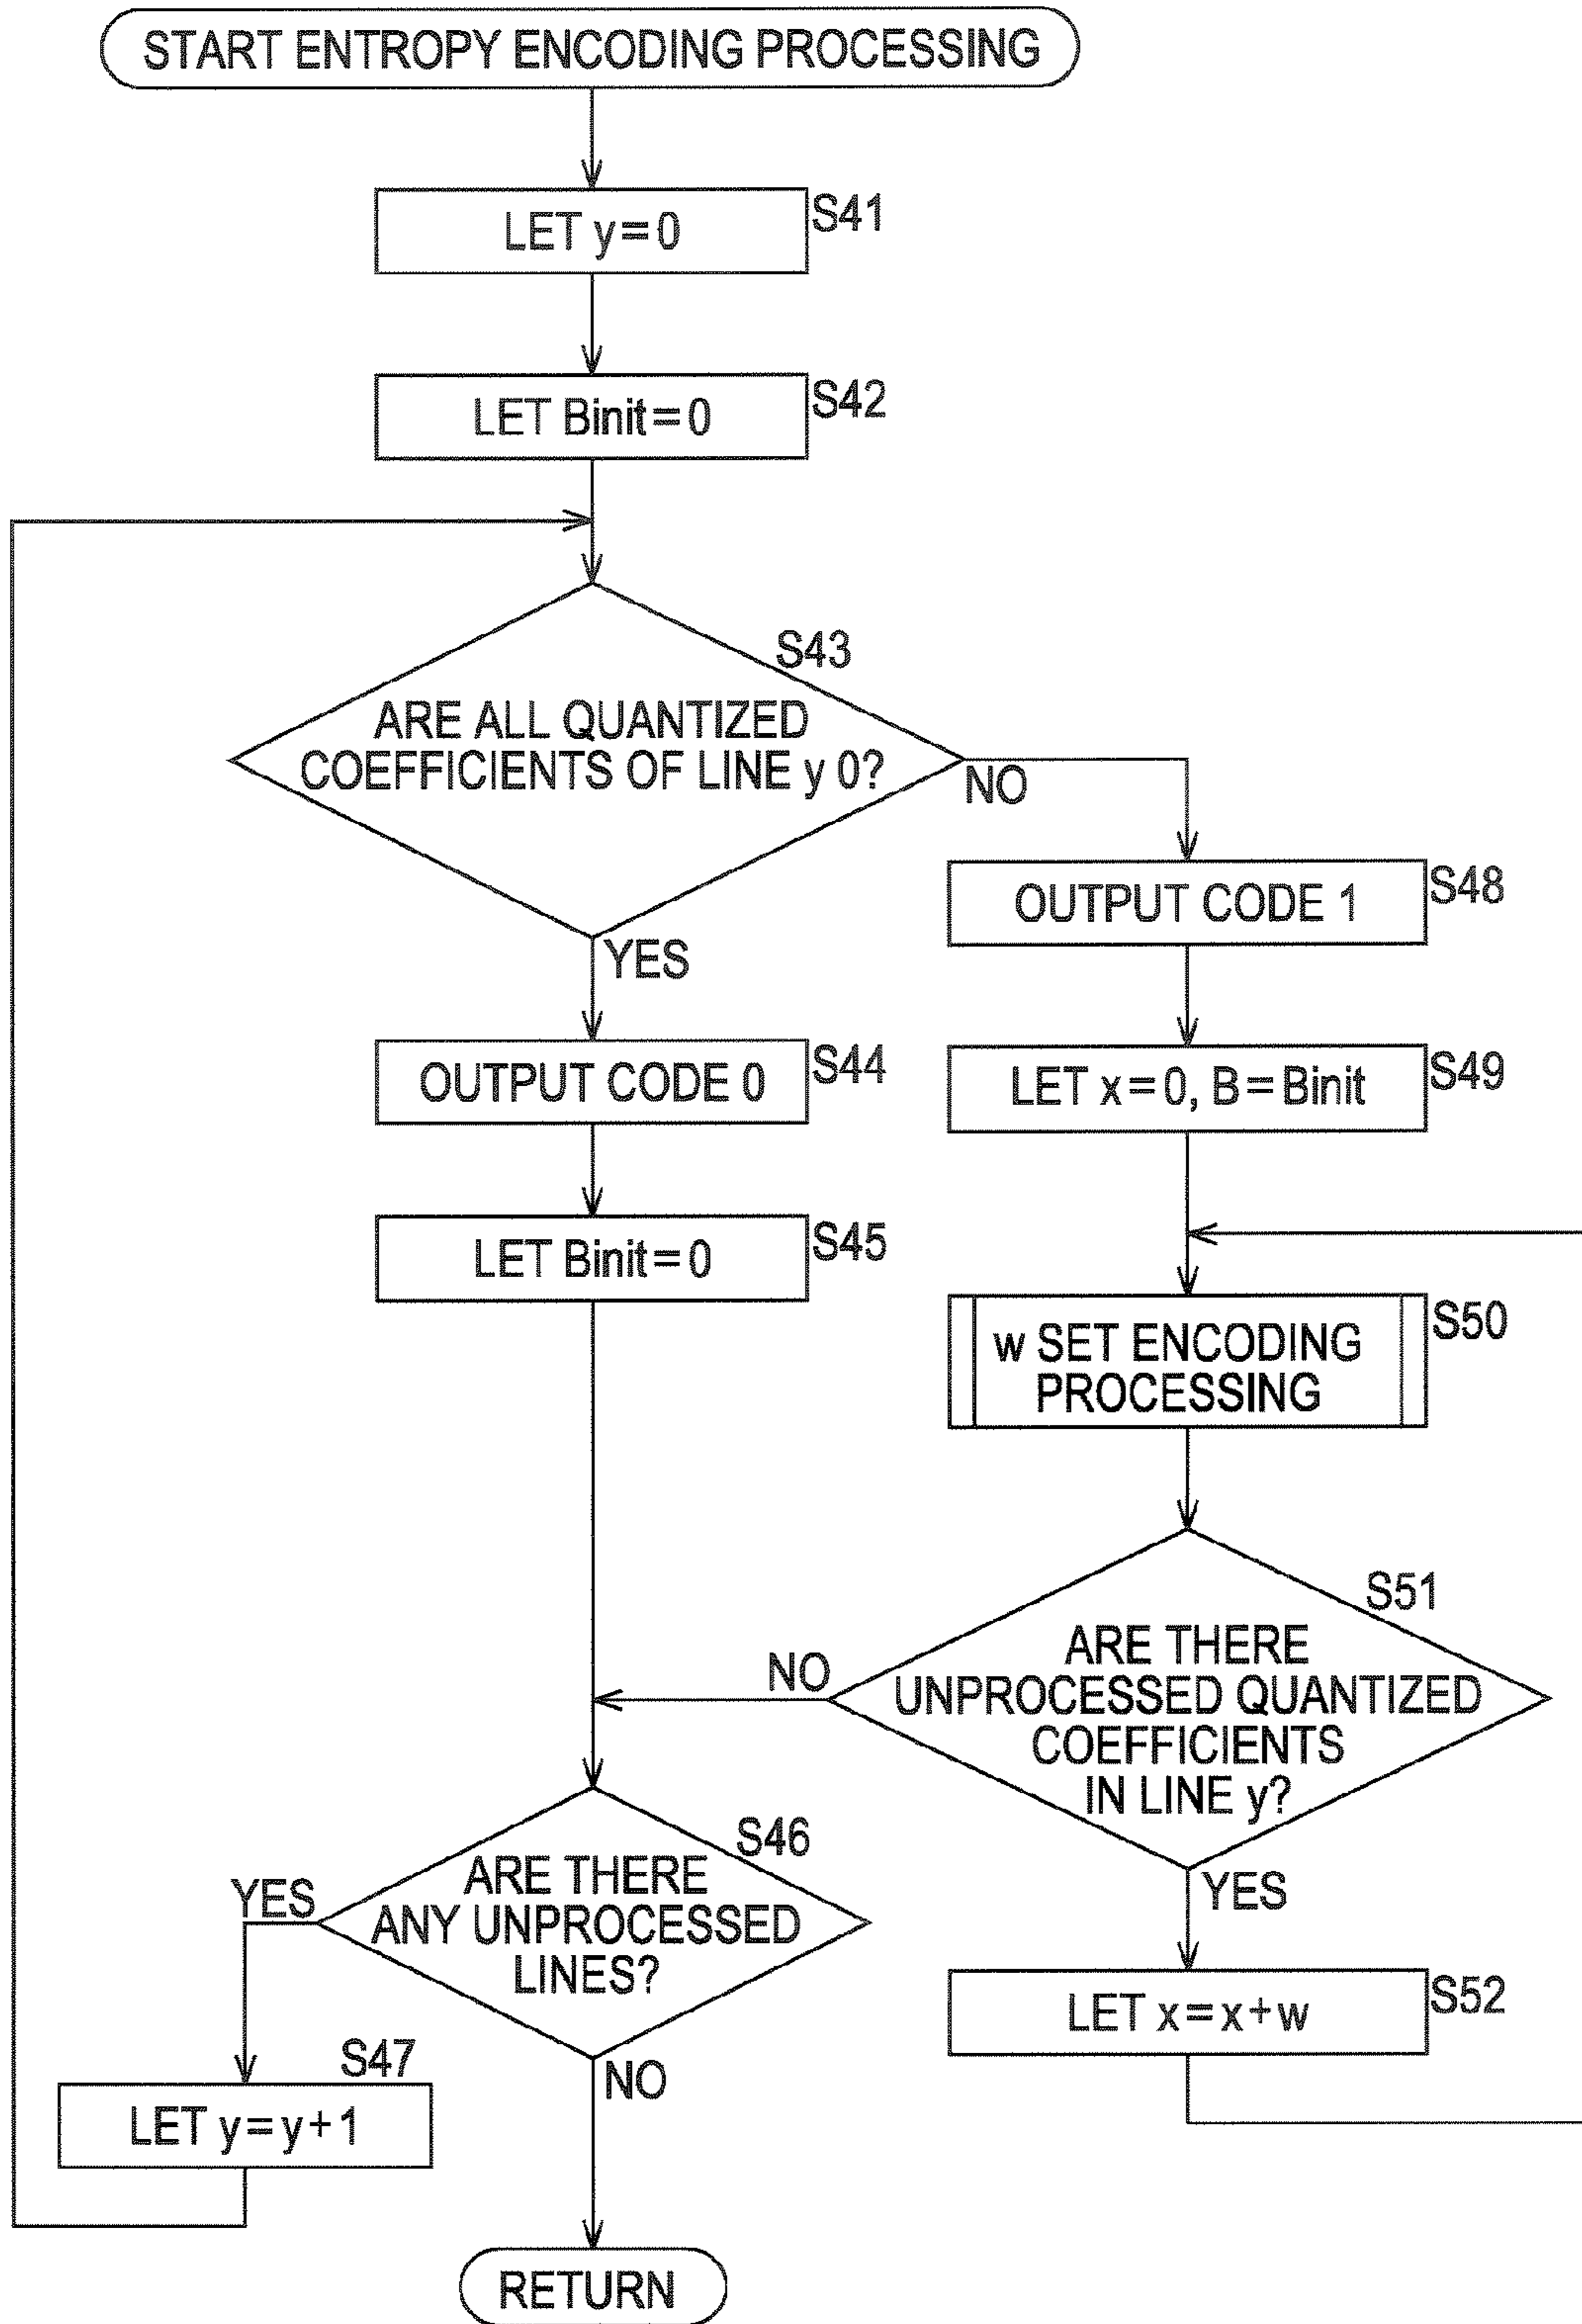 START ENTROPY ENCODING PROCESSING
LET y=0
S41
LET Binit=0
S42
S43
ARE ALL QUANTIZED
COEFFICIENTS OF LINE y 0?
NO
YES
OUTPUT CODE 0
S44
LET Binit=0
S45
OUTPUT CODE 1
S48
LET x=0, B=Binit
S49
w SET ENCODING
PROCESSING
S50
S51
ARE THERE
UNPROCESSED QUANTIZED
COEFFICIENTS
IN LINE y?
NO
YES
LET x=x+w
S52
S46
ARE THERE
ANY UNPROCESSED
LINES?
YES
NO
S47
LET y=y+1
RETURN